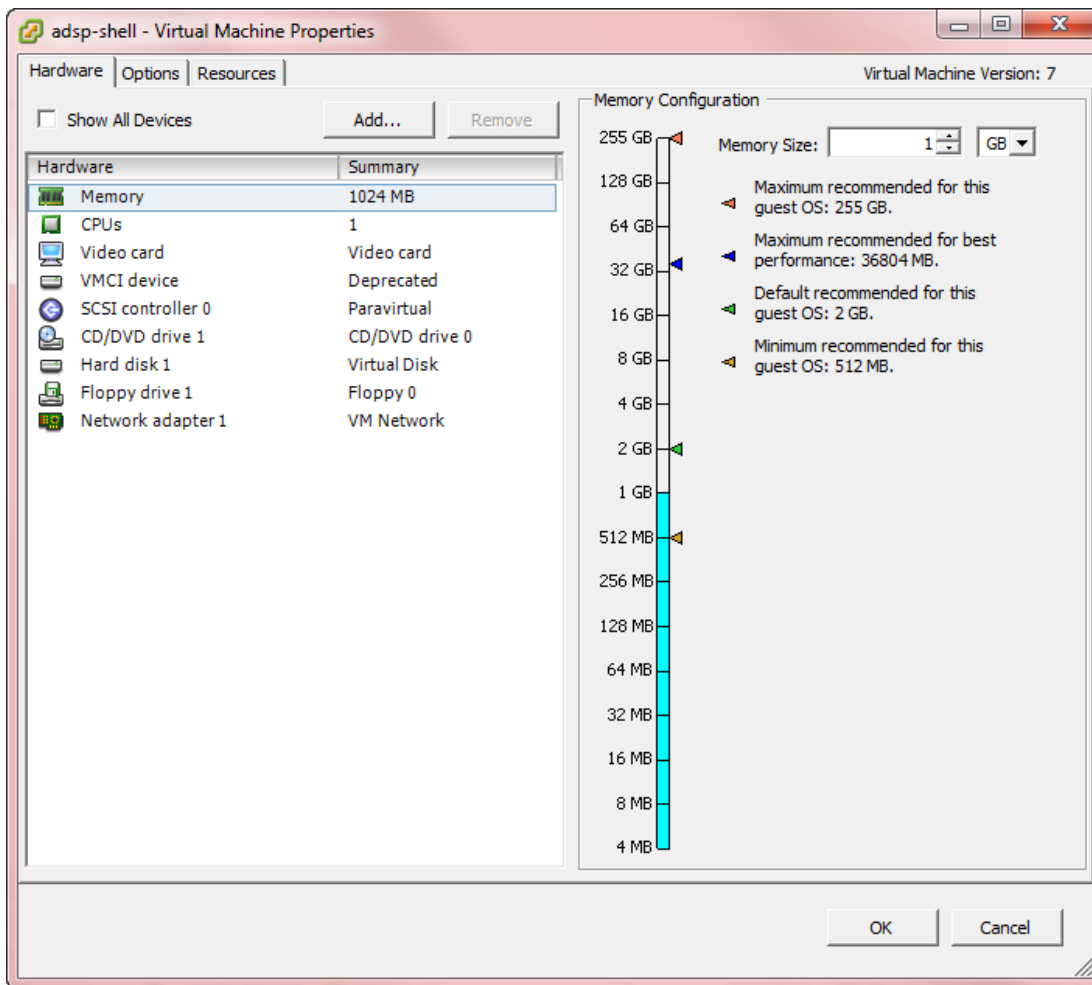 adsp-shell - Virtual Machine Properties
Hardware Options Resources Virtual Machine Version: 7
Show All Devices Add... Remove
Hardware Summary
Memory 1024 MB
CPUs 1
Video card Video card
VMCI device Deprecated
SCSI controller 0 Paravirtual
CD/DVD drive 1 CD/DVD drive 0
Hard disk 1 Virtual Disk
Floppy drive 1 Floppy 0
Network adapter 1 VM Network
Memory Configuration
255 GB
128 GB
64 GB
32 GB
16 GB
8 GB
4 GB
2 GB
1 GB
512 MB
256 MB
128 MB
64 MB
32 MB
16 MB
8 MB
4 MB
Memory Size: 1 GB
Maximum recommended for this
guest OS: 255 GB.
Maximum recommended for best
performance: 36804 MB.
Default recommended for this
guest OS: 2 GB.
Minimum recommended for this
guest OS: 512 MB.
OK Cancel